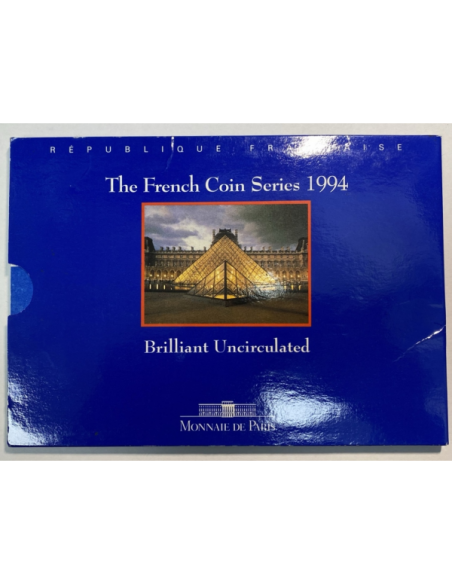 RÉPUBLIQUE FRANÇAISE
The French Coin Series 1994
Brilliant Uncirculated
MONNAIE DE PARIS